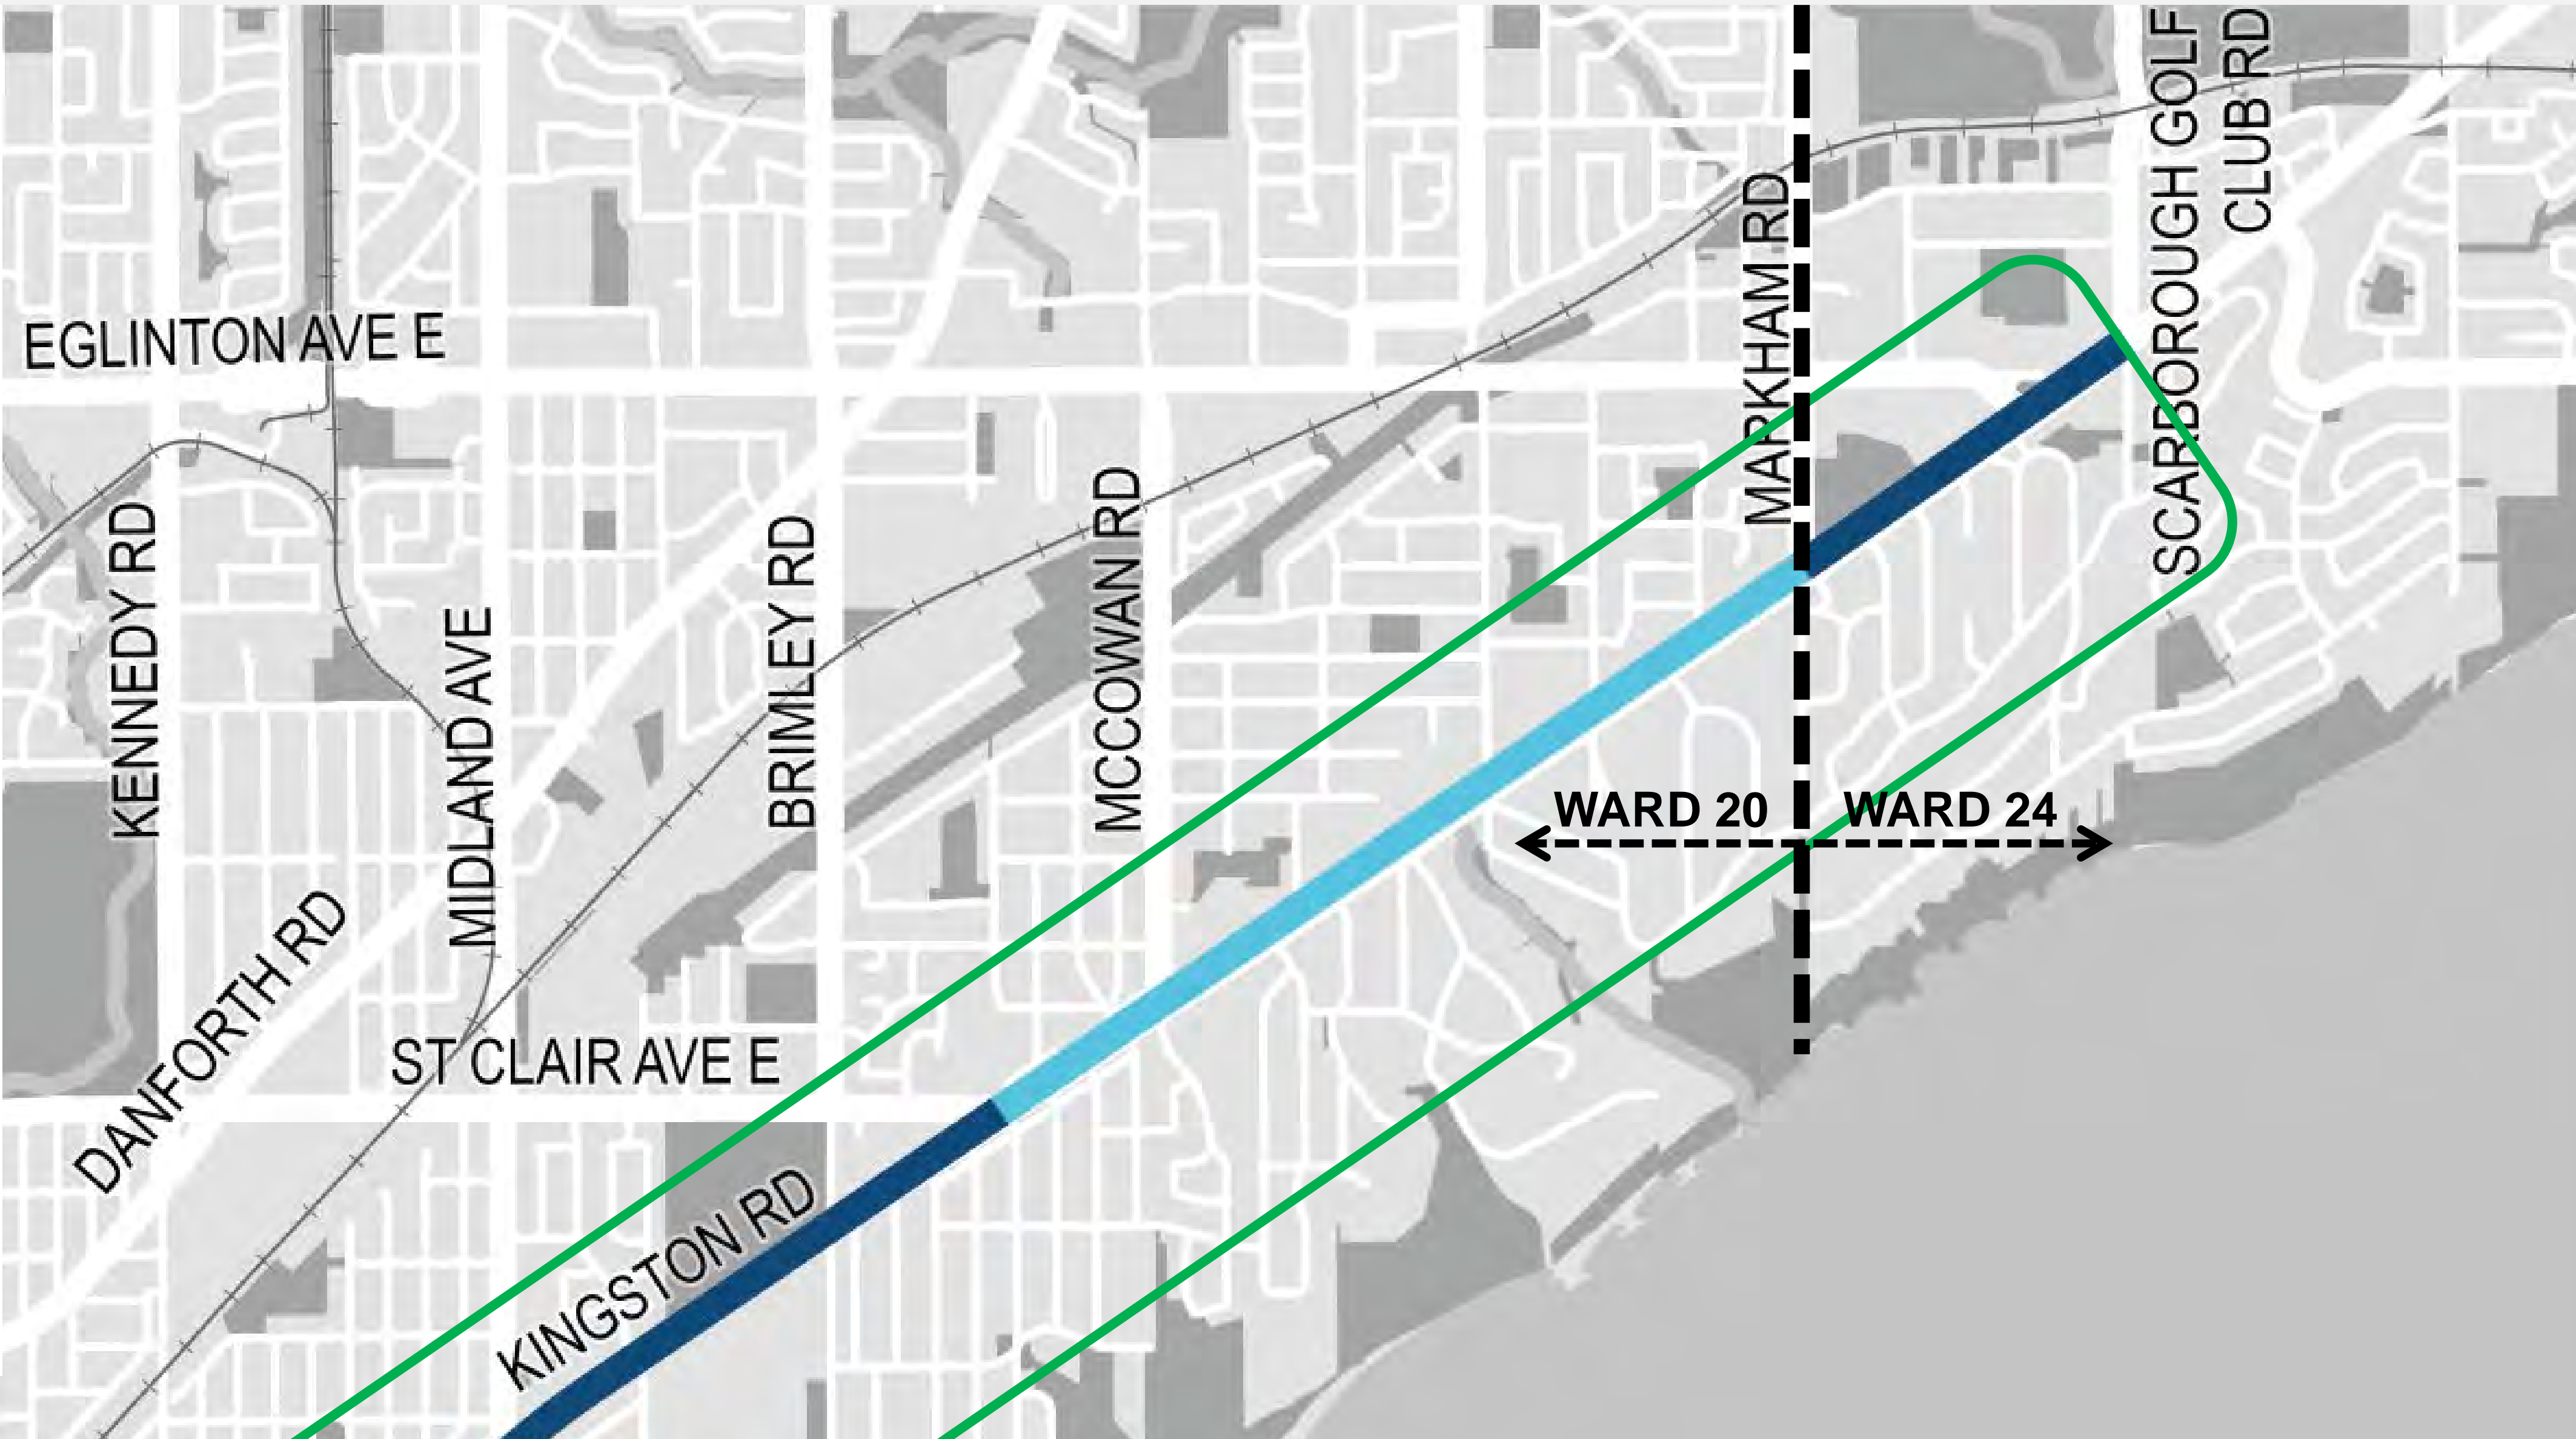 SCARBOROUGH GOLF
CLUB RD
MARKHAM RD
EGLINTON AVE E
KENNEDY RD
MIDLAND AVE
BRIMLEY RD
MCCOWAN RD
WARD 20
WARD 24
DANFORTH RD
ST CLAIR AVE E
KINGSTON RD